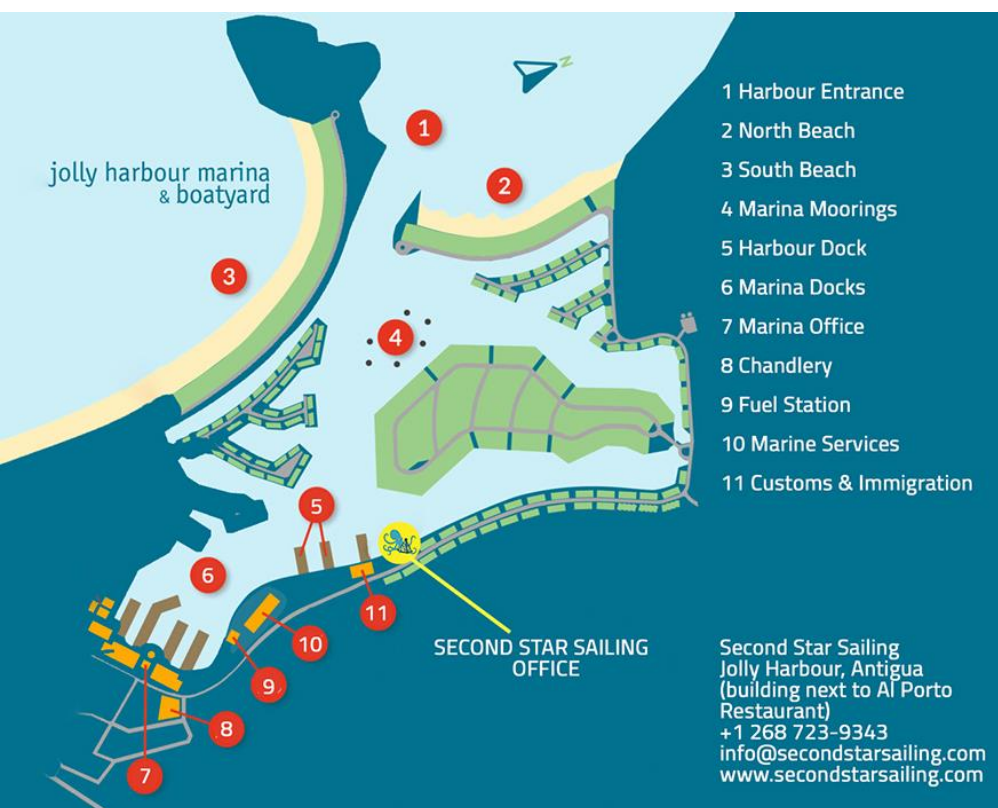 N
1
2
3
4
5
6
7
8
9
10
11
jolly harbour marina
& boatyard
SECOND STAR SAILING
OFFICE
1 Harbour Entrance
2 North Beach
3 South Beach
4 Marina Moorings
5 Harbour Dock
6 Marina Docks
7 Marina Office
8 Chandlery
9 Fuel Station
10 Marine Services
11 Customs & Immigration
Second Star Sailing
Jolly Harbour, Antigua
(building next to Al Porto
Restaurant)
+1 268 723-9343
info@secondstarsailing.com
www.secondstarsailing.com